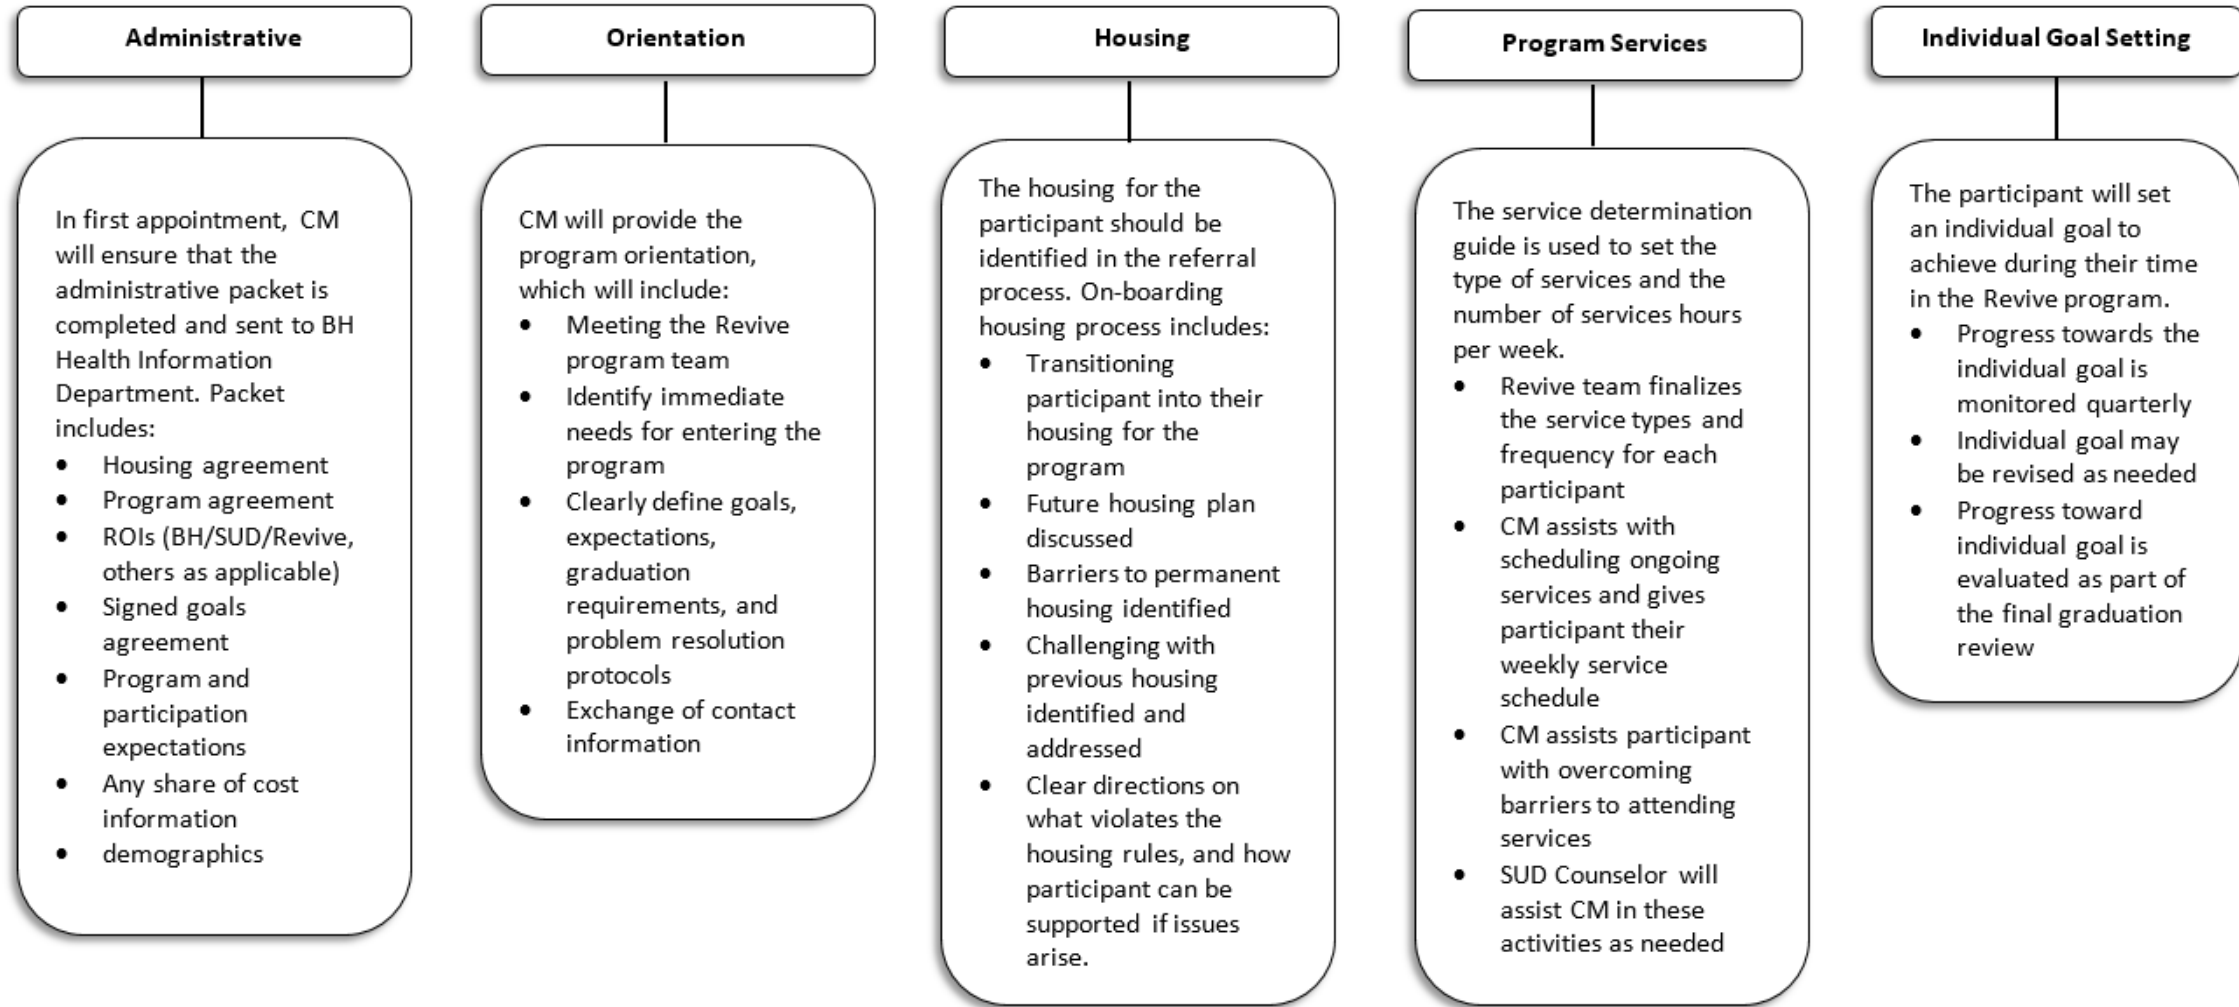 Administrative
In first appointment, CM
will ensure that the
administrative packet is
completed and sent to BH
Health Information
Department. Packet
includes:
• Housing agreement
• Program agreement
• ROIs (BH/SUD/Revive,
others as applicable)
• Signed goals
agreement
• Program and
participation
expectations
• Any share of cost
information
• demographics
Orientation
CM will provide the
program orientation,
which will include:
• Meeting the Revive
program team
• Identify immediate
needs for entering the
program
• Clearly define goals,
expectations,
graduation
requirements, and
problem resolution
protocols
• Exchange of contact
information
Housing
The housing for the
participant should be
identified in the referral
process. On-boarding
housing process includes:
• Transitioning
participant into their
housing for the
program
• Future housing plan
discussed
• Barriers to permanent
housing identified
• Challenging with
previous housing
identified and
addressed
• Clear directions on
what violates the
housing rules, and how
participant can be
supported if issues
arise.
Program Services
The service determination
guide is used to set the
type of services and the
number of services hours
per week.
• Revive team finalizes
the service types and
frequency for each
participant
• CM assists with
scheduling ongoing
services and gives
participant their
weekly service
schedule
• CM assists participant
with overcoming
barriers to attending
services
• SUD Counselor will
assist CM in these
activities as needed
Individual Goal Setting
The participant will set
an individual goal to
achieve during their time
in the Revive program.
• Progress towards the
individual goal is
monitored quarterly
• Individual goal may
be revised as needed
• Progress toward
individual goal is
evaluated as part of
the final graduation
review